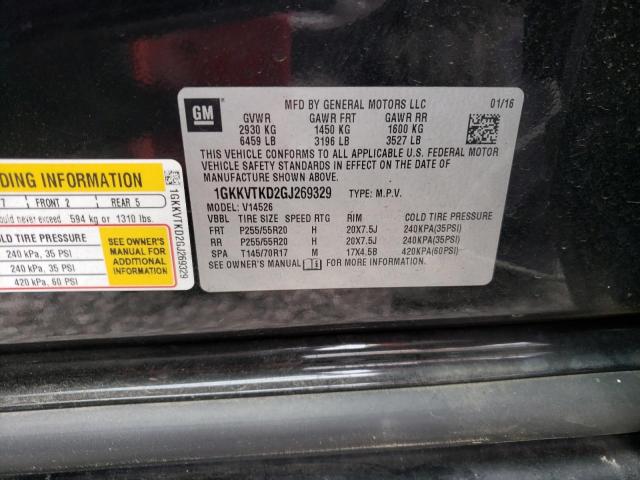 GM
MFD BY GENERAL MOTORS LLC 01/16
GVWR GAWR FRT GAWR RR
2930 KG 1450 KG 1600 KG
6459 LB 3196 LB 3527 LB
THIS VEHICLE CONFORMS TO ALL APPLICABLE U.S. FEDERAL MOTOR
VEHICLE SAFETY STANDARDS IN EFFECT ON THE DATE OF
MANUFACTURE SHOWN ABOVE.
1GKKVTKD2GJ269329 TYPE: M.P.V.
MODEL: V14526
VBBL TIRE SIZE SPEED RTG RIM COLD TIRE PRESSURE
FRT P255/55R20 H 20X7.5J 240KPA(35PSI)
RR P255/55R20 H 20X7.5J 240KPA(35PSI)
SPA T145/70R17 M 17X4.5B 420KPA(60PSI)
SEE OWNER'S MANUAL FOR ADDITIONAL INFORMATION
DING INFORMATION
7 FRONT 2 REAR 5
ould never exceed 594 kg or 1310 lbs.
COLD TIRE PRESSURE
240 kPa, 35 PSI
240 kPa, 35 PSI
420 kPa, 60 PSI
SEE OWNER'S
MANUAL FOR
ADDITIONAL
INFORMATION
1GKKVTKD2GJ269329